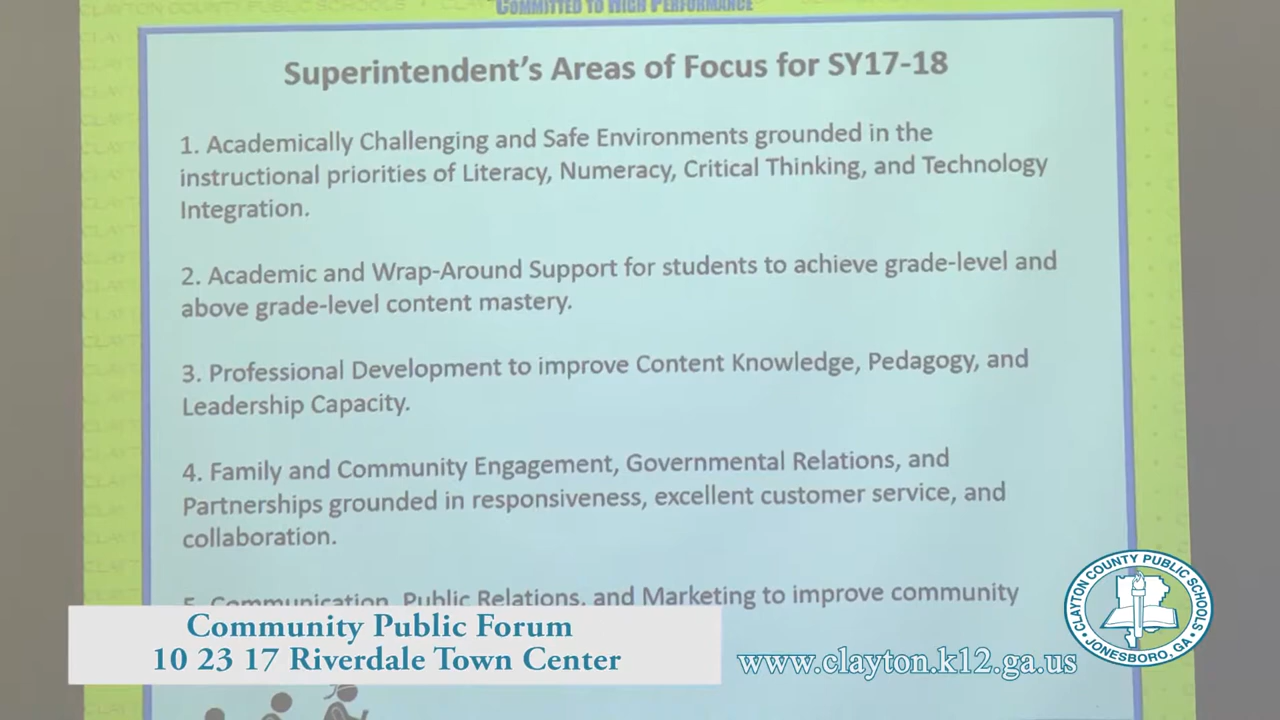 CLAYTON COUNTY PUBLIC SCHOOLS
"COMMITTED TO HIGH PERFORMANCE"
Superintendent's Areas of Focus for SY17-18
1. Academically Challenging and Safe Environments grounded in the
instructional priorities of Literacy, Numeracy, Critical Thinking, and Technology
Integration.
2. Academic and Wrap-Around Support for students to achieve grade-level and
above grade-level content mastery.
3. Professional Development to improve Content Knowledge, Pedagogy, and
Leadership Capacity.
4. Family and Community Engagement, Governmental Relations, and
Partnerships grounded in responsiveness, excellent customer service, and
collaboration.
5. Communication, Public Relations, and Marketing to improve community
Community Public Forum
10 23 17 Riverdale Town Center
www.clayton.k12.ga.us
CLAYTON COUNTY PUBLIC SCHOOLS
JONESBORO, GA